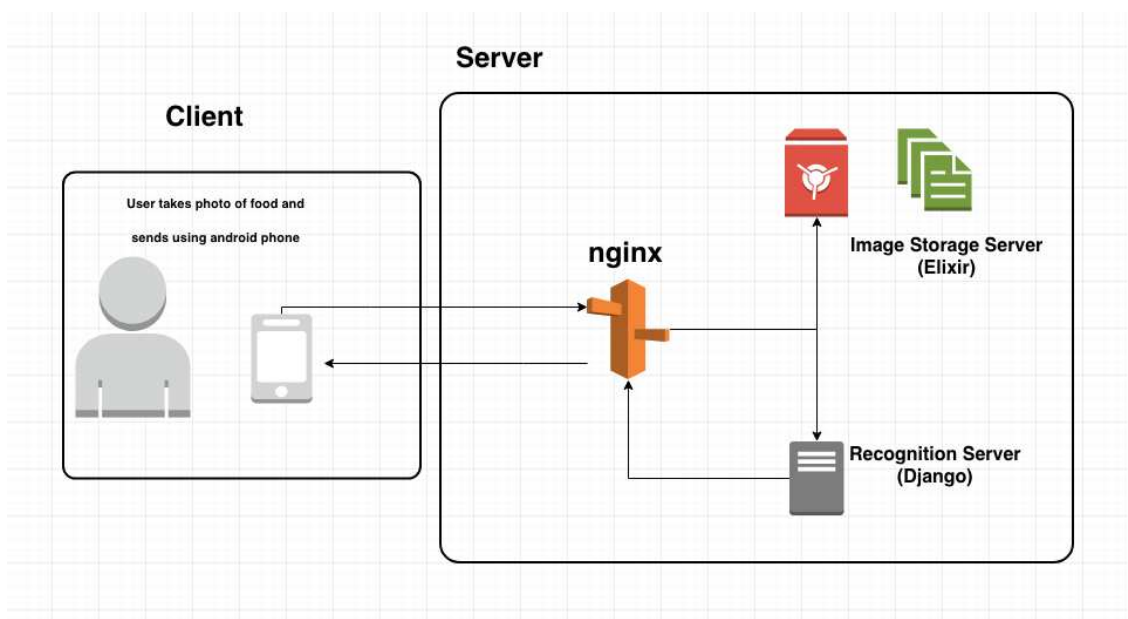 Server
Client
User takes photo of food and
sends using android phone
nginx
Image Storage Server
(Elixir)
Recognition Server
(Django)